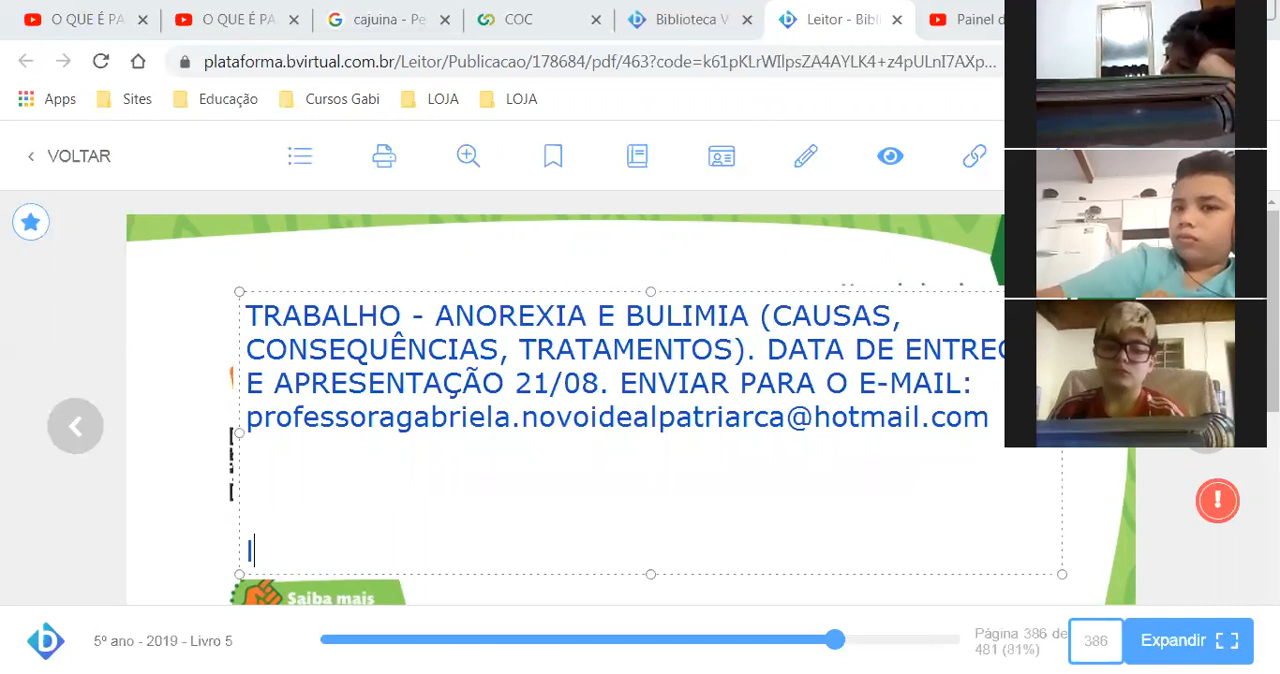 O QUE É PA
O QUE É PA
cajuina - Pe
COC
Biblioteca V
Leitor - Bibl
Painel d
plataforma.bvirtual.com.br/Leitor/Publicacao/178684/pdf/463?code=k61pKLrWIlpsZA4AYLK4+z4pULnI7AXp...
Apps
Sites
Educação
Cursos Gabi
LOJA
LOJA
VOLTAR
TRABALHO - ANOREXIA E BULIMIA (CAUSAS,
CONSEQUÊNCIAS, TRATAMENTOS). DATA DE ENTREG
E APRESENTAÇÃO 21/08. ENVIAR PARA O E-MAIL:
professoragabriela.novoidealpatriarca@hotmail.com
I
Saiba mais
5º ano - 2019 - Livro 5
Página 386 de
481 (81%)
386
Expandir